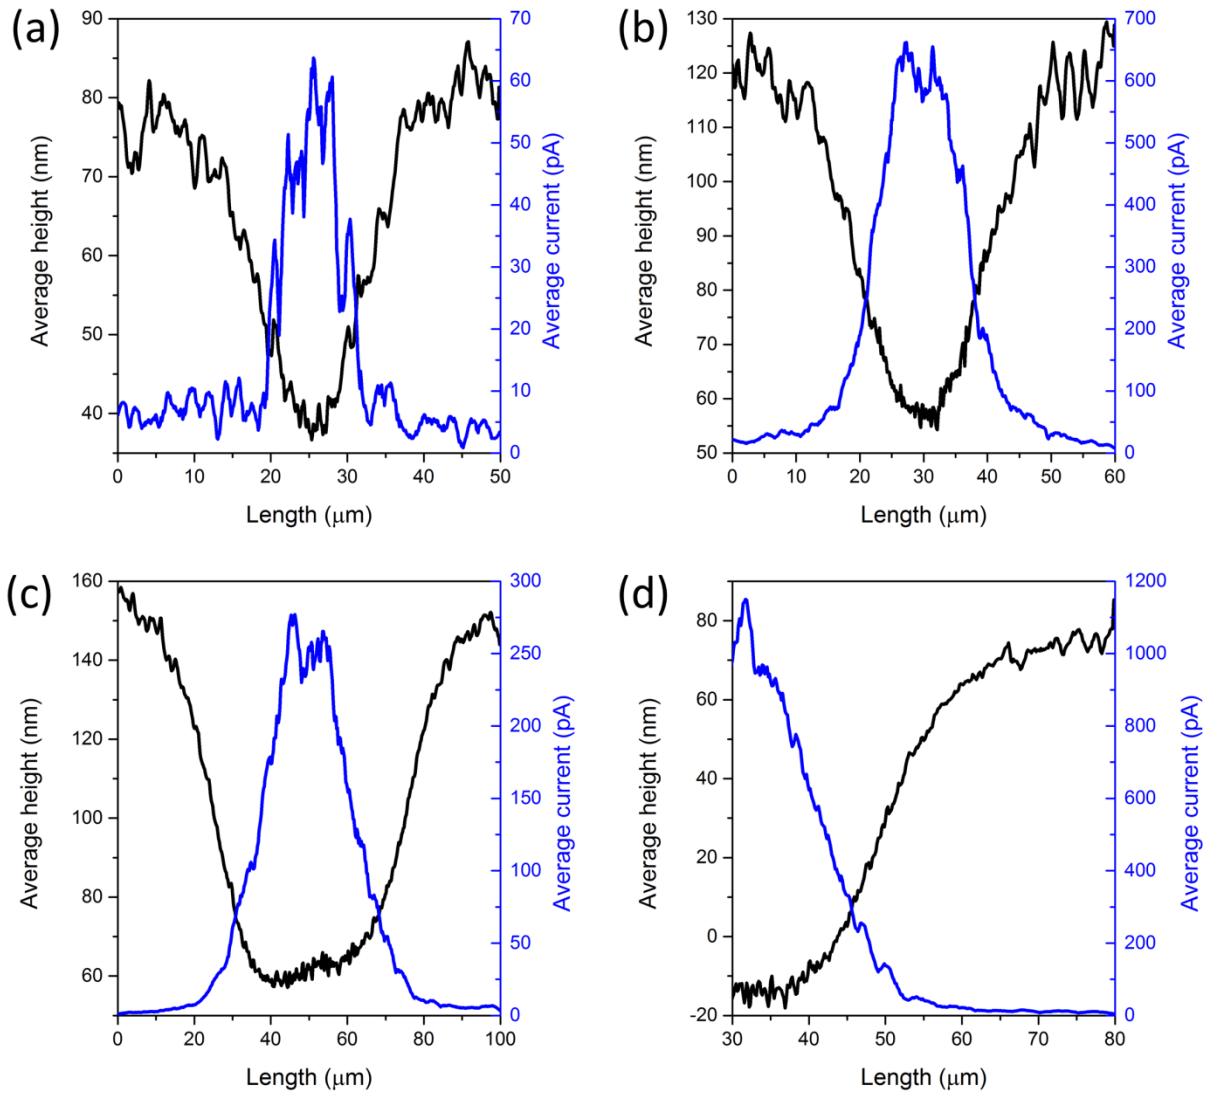 (a)
90
80
70
60
50
40
Average height (nm)
70
60
50
40
30
20
10
0
Average current (pA)
0 10 20 30 40 50
Length (μm)
(b)
130
120
110
100
90
80
70
60
50
Average height (nm)
700
600
500
400
300
200
100
0
Average current (pA)
0 10 20 30 40 50 60
Length (μm)
(c)
160
140
120
100
80
60
Average height (nm)
300
250
200
150
100
50
0
Average current (pA)
0 20 40 60 80 100
Length (μm)
(d)
80
60
40
20
0
-20
Average height (nm)
1200
1000
800
600
400
200
0
Average current (pA)
30 40 50 60 70 80
Length (μm)